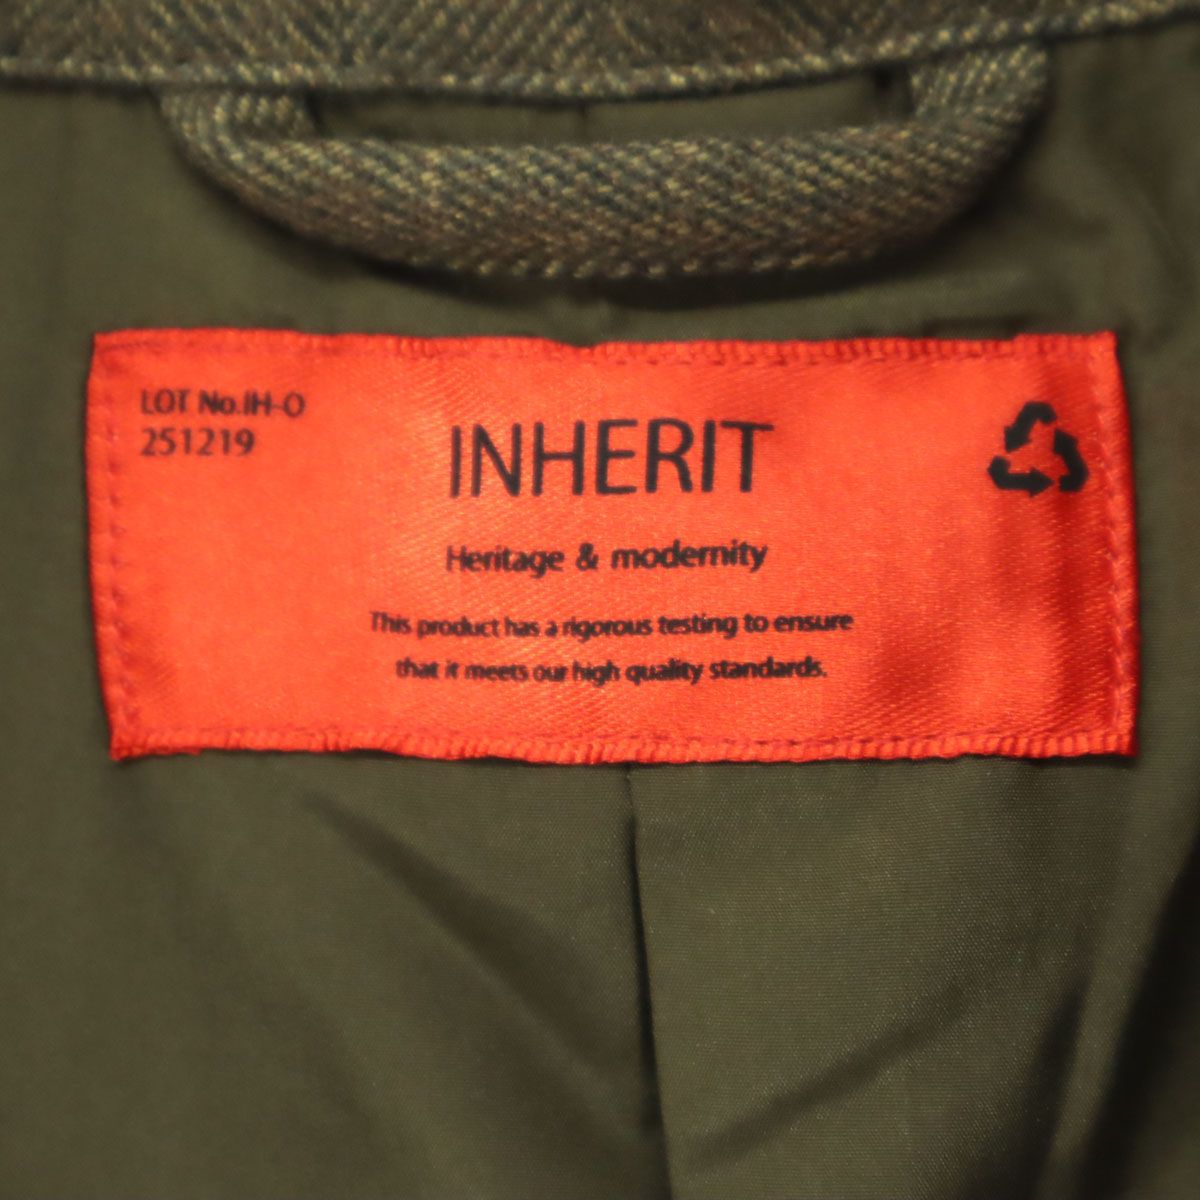 LOT No.IH-O
251219
INHERIT
Heritage & modernity
This product has a rigorous testing to ensure
that it meets our high quality standards.